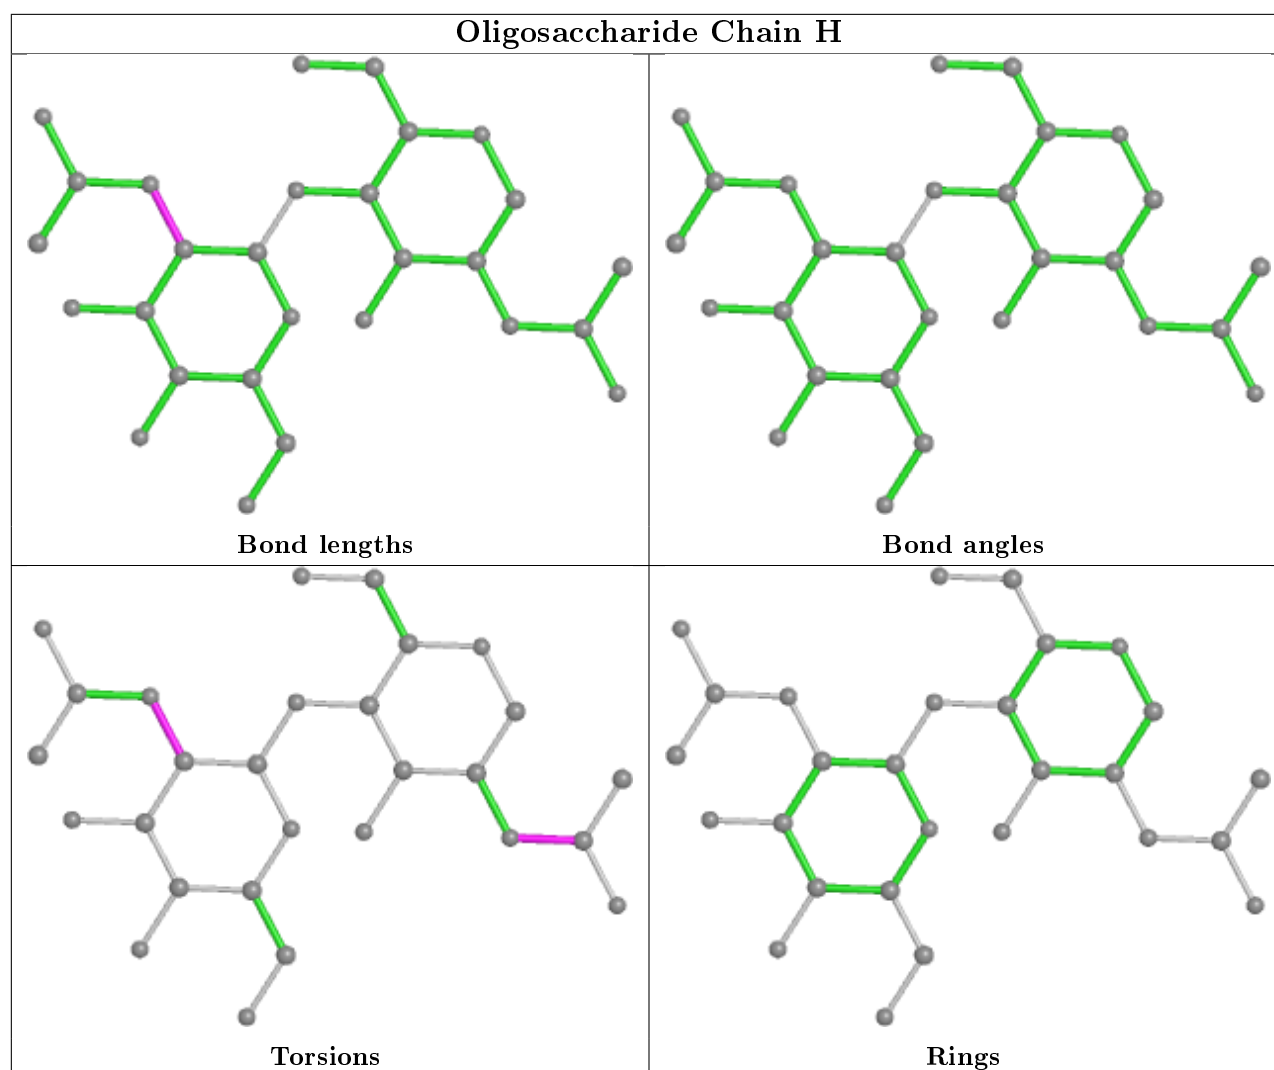 Oligosaccharide Chain H
Bond lengths
Bond angles
Torsions
Rings